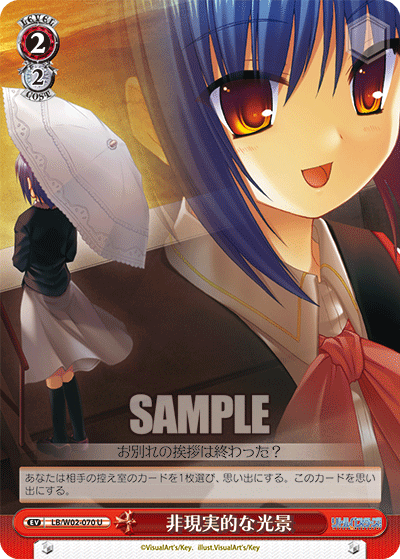 LEVEL
2
2
COST
SAMPLE
お別れの挨拶は終わった？
あなたは相手の控え室のカードを1枚選び、思い出にする。このカードを思い
出にする。
EV LB/W02-070 U
非現実的な光景
©VisualArt's/Key. illust.VisualArt's/Key